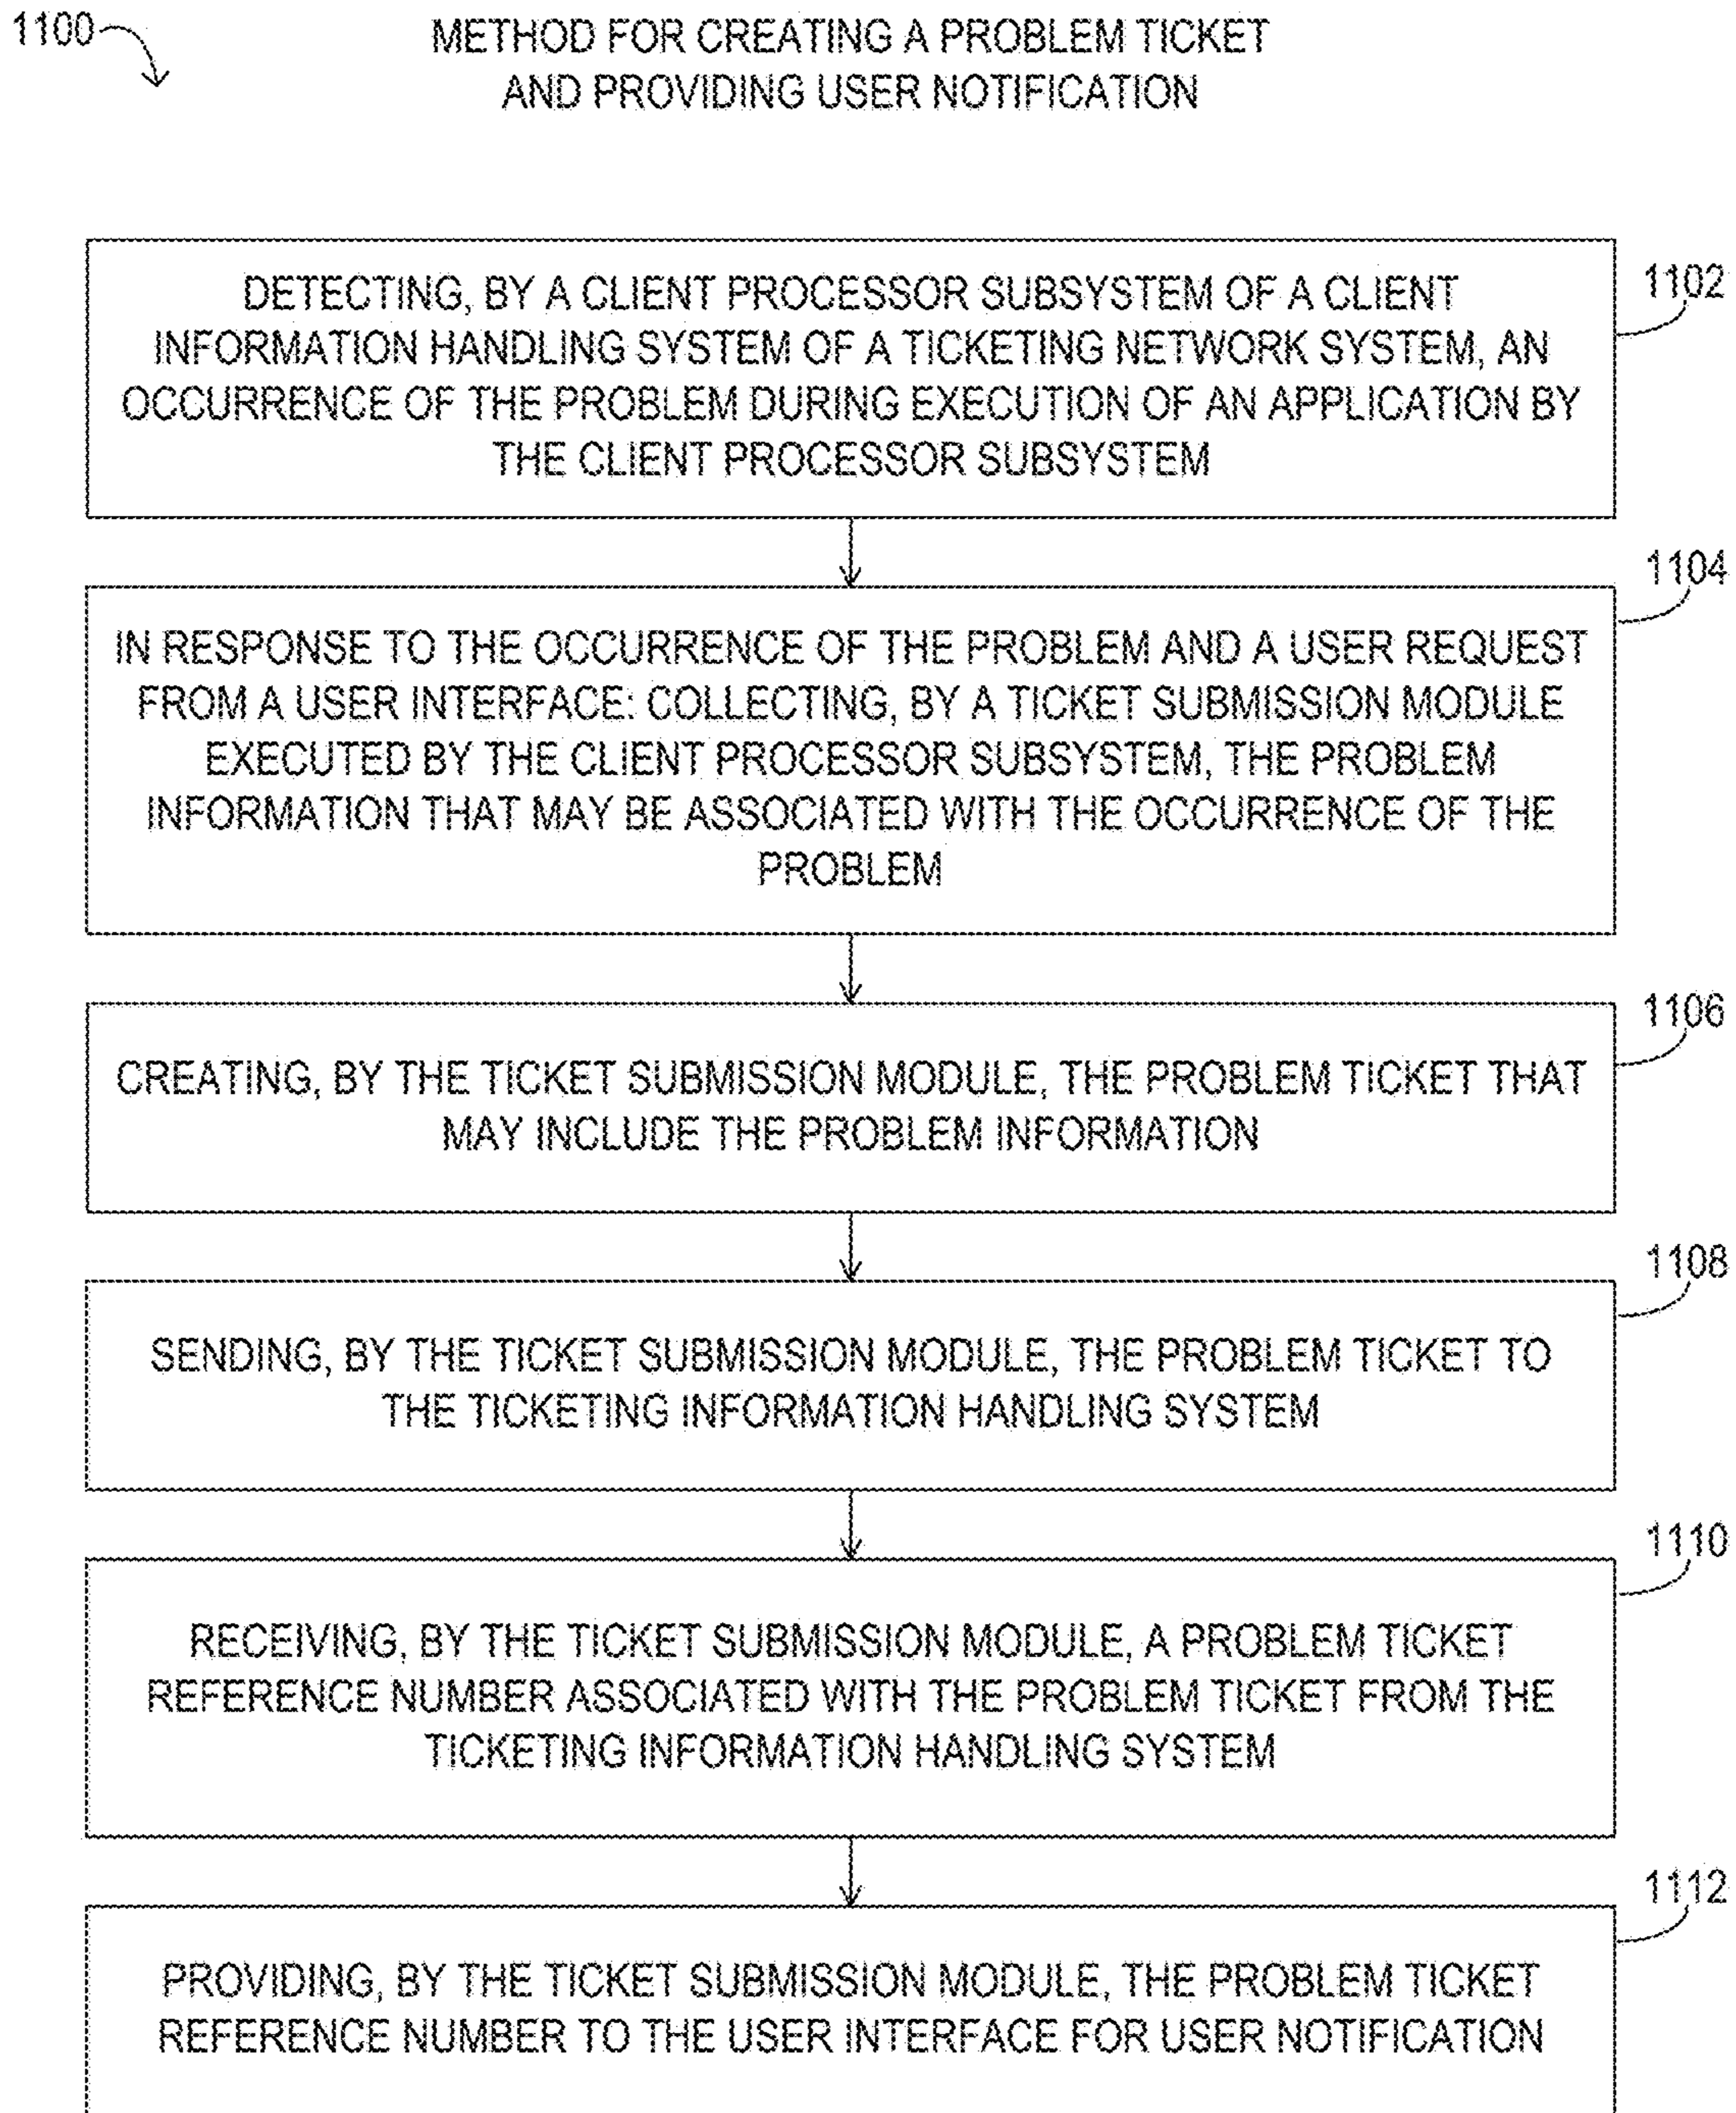 1100
METHOD FOR CREATING A PROBLEM TICKET
AND PROVIDING USER NOTIFICATION
1102
DETECTING, BY A CLIENT PROCESSOR SUBSYSTEM OF A CLIENT
INFORMATION HANDLING SYSTEM OF A TICKETING NETWORK SYSTEM, AN
OCCURRENCE OF THE PROBLEM DURING EXECUTION OF AN APPLICATION BY
THE CLIENT PROCESSOR SUBSYSTEM
1104
IN RESPONSE TO THE OCCURRENCE OF THE PROBLEM AND A USER REQUEST
FROM A USER INTERFACE: COLLECTING, BY A TICKET SUBMISSION MODULE
EXECUTED BY THE CLIENT PROCESSOR SUBSYSTEM, THE PROBLEM
INFORMATION THAT MAY BE ASSOCIATED WITH THE OCCURRENCE OF THE
PROBLEM
1106
CREATING, BY THE TICKET SUBMISSION MODULE, THE PROBLEM TICKET THAT
MAY INCLUDE THE PROBLEM INFORMATION
1108
SENDING, BY THE TICKET SUBMISSION MODULE, THE PROBLEM TICKET TO
THE TICKETING INFORMATION HANDLING SYSTEM
1110
RECEIVING, BY THE TICKET SUBMISSION MODULE, A PROBLEM TICKET
REFERENCE NUMBER ASSOCIATED WITH THE PROBLEM TICKET FROM THE
TICKETING INFORMATION HANDLING SYSTEM
1112
PROVIDING, BY THE TICKET SUBMISSION MODULE, THE PROBLEM TICKET
REFERENCE NUMBER TO THE USER INTERFACE FOR USER NOTIFICATION